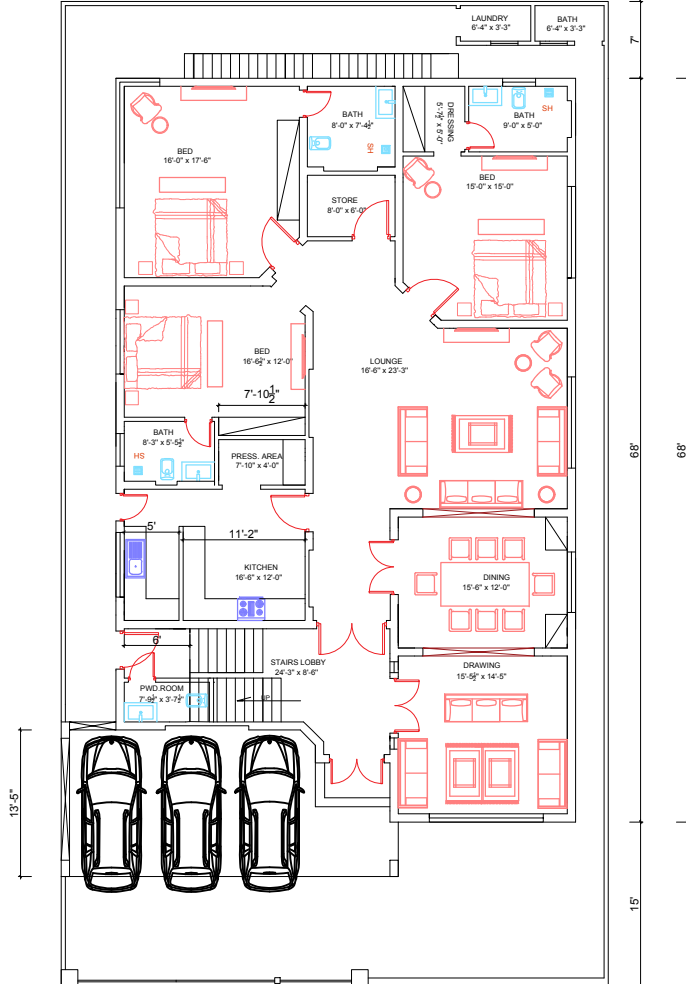 LAUNDRY
6'-4" x 3'-3"
BATH
6'-4" x 3'-3"
7'
BATH
8'-0" x 7'-4½"
SH
DRESSING
5'-7½" x 5'-0"
BATH
9'-0" x 5'-0"
SH
BED
16'-0" x 17'-6"
BED
15'-0" x 15'-0"
STORE
8'-0" x 6'-0"
BED
16'-6½" x 12'-0"
7'-10½"
LOUNGE
16'-6" x 23'-3"
BATH
8'-3" x 5'-5½"
HS
PRESS. AREA
7'-10" x 4'-0"
68'
68'
5'
11'-2"
KITCHEN
16'-6" x 12'-0"
DINING
15'-6" x 12'-0"
6'
STAIRS LOBBY
24'-3" x 8'-6"
DRAWING
15'-5½" x 14'-5"
PWD.ROOM
7'-9½" x 3'-7½"
UP
13'-5"
15'